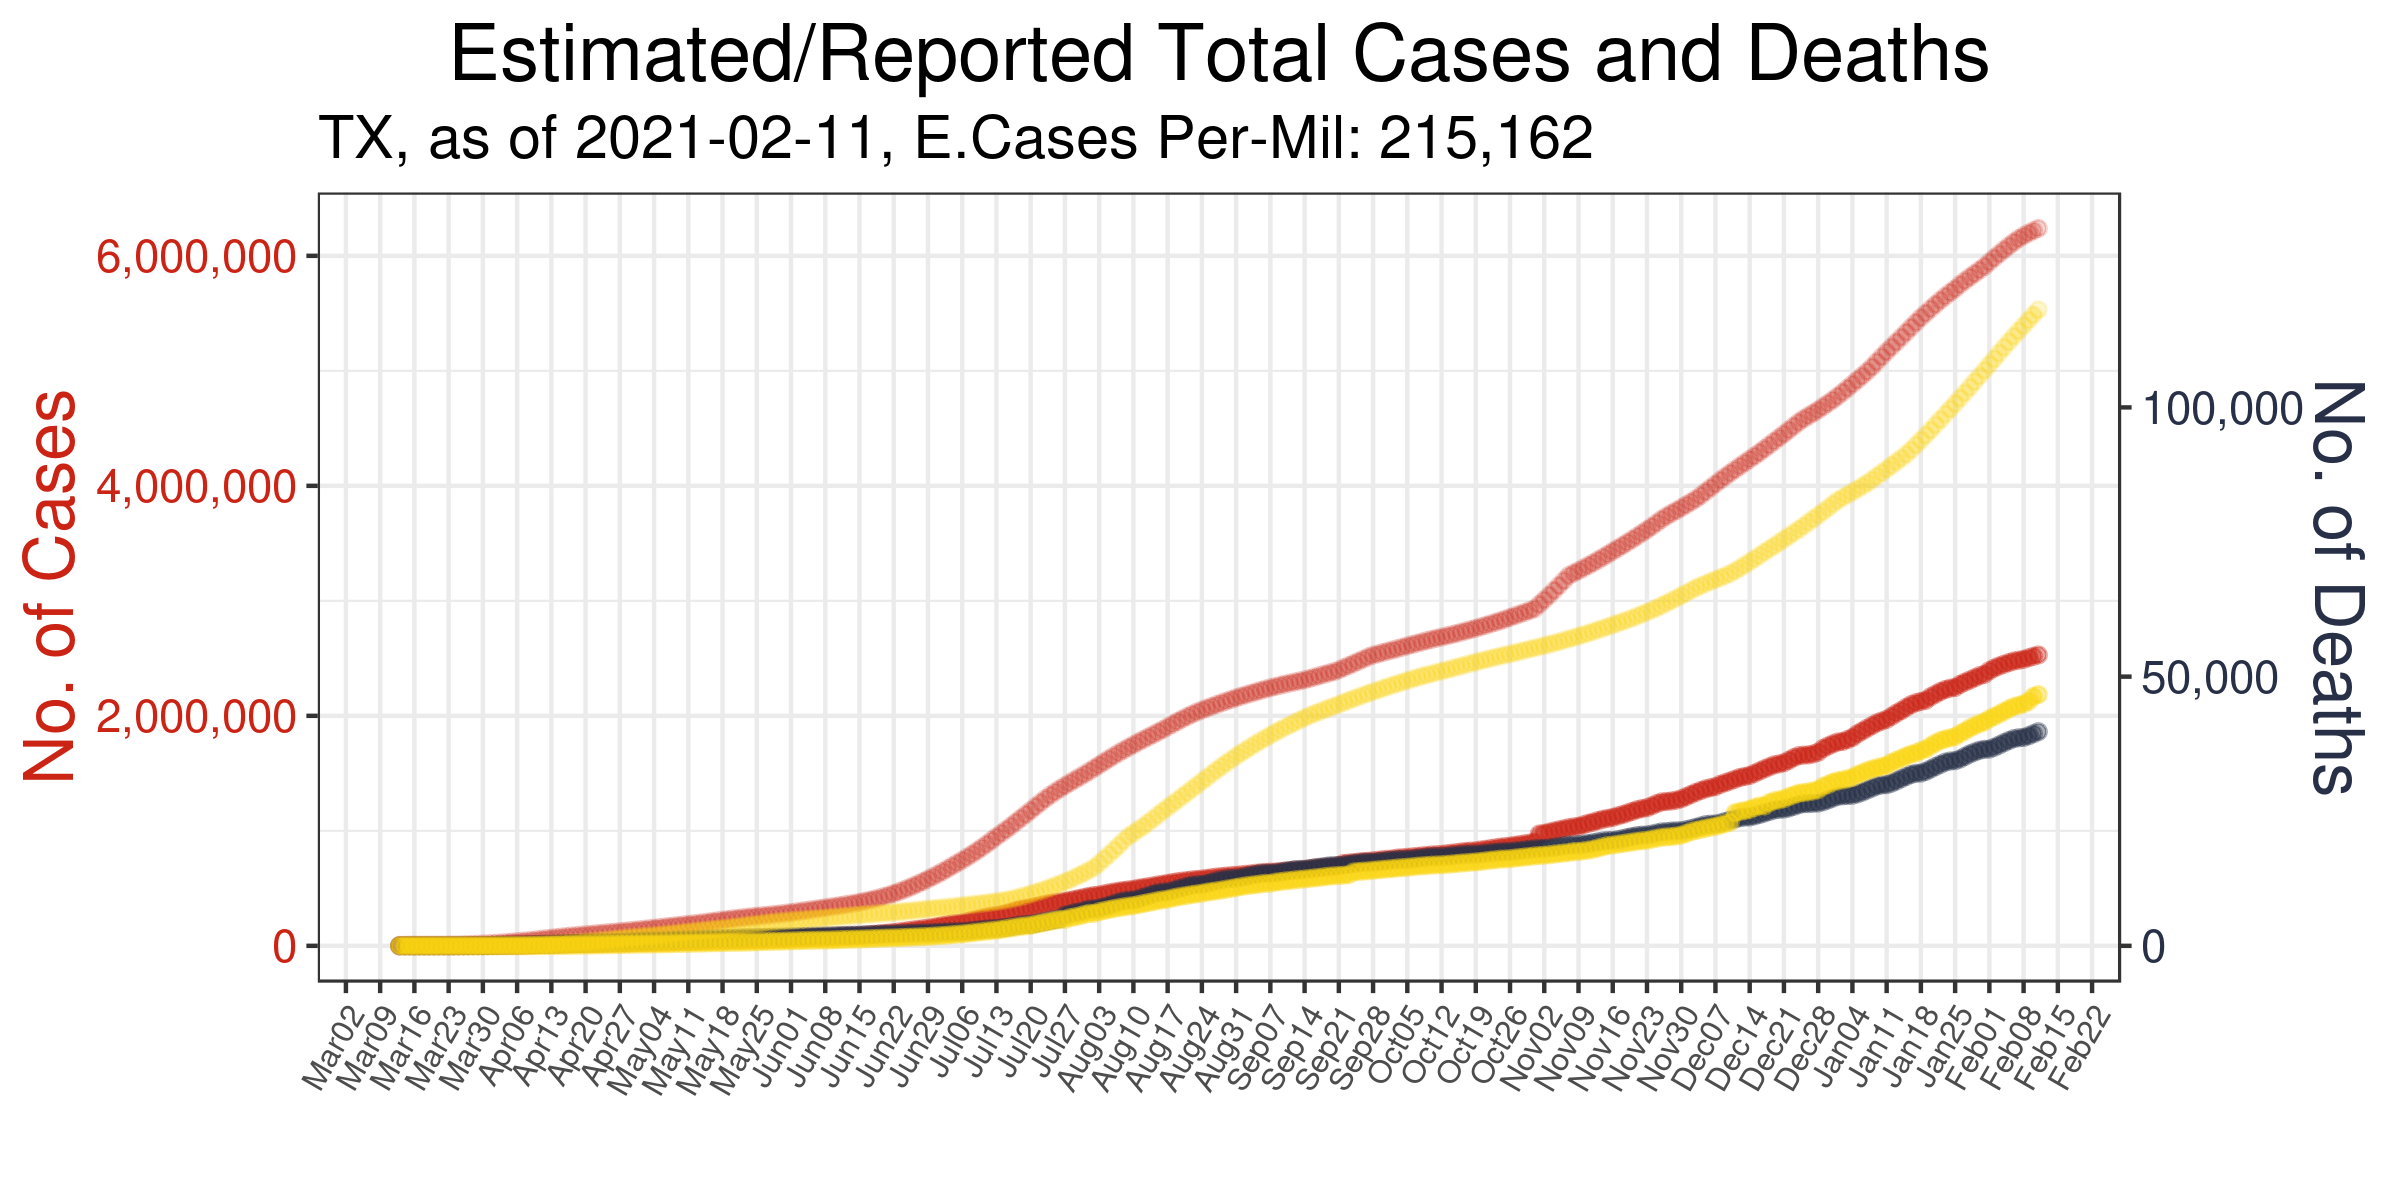 Estimated/Reported Total Cases and Deaths
TX, as of 2021-02-11, E.Cases Per-Mil: 215,162
No. of Cases
6,000,000
4,000,000
2,000,000
0
100,000
50,000
0
No. of Deaths
Mar02
Mar09
Mar16
Mar23
Mar30
Apr06
Apr13
Apr20
Apr27
May04
May11
May18
May25
Jun01
Jun08
Jun15
Jun22
Jun29
Jul06
Jul13
Jul20
Jul27
Aug03
Aug10
Aug17
Aug24
Aug31
Sep07
Sep14
Sep21
Sep28
Oct05
Oct12
Oct19
Oct26
Nov02
Nov09
Nov16
Nov23
Nov30
Dec07
Dec14
Dec21
Dec28
Jan04
Jan11
Jan18
Jan25
Feb01
Feb08
Feb15
Feb22